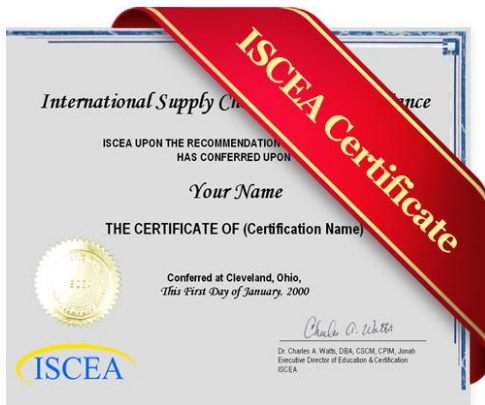 ISCEA Certificate
International Supply Ch
ance
ISCEA UPON THE RECOMMENDATION
HAS CONFERRED UPON
Your Name
THE CERTIFICATE OF (Certification Name)
Conferred at Cleveland, Ohio,
This First Day of January, 2000
Charles A. Watts
Dr. Charles A. Watts, DBA, CSCM, CPIM, Jonah
Executive Director of Education & Certification
ISCEA
ISCEA